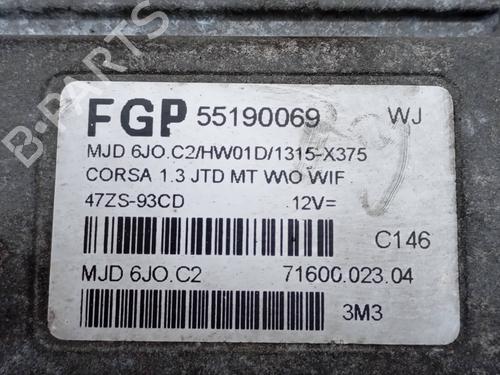 FGP 55190069 WJ
MJD 6JO.C2/HW01D/1315-X375
CORSA 1.3 JTD MT W/O WIF
47ZS-93CD 12V=
C146
MJD 6JO.C2 71600.023.04
3M3
B-PARTS